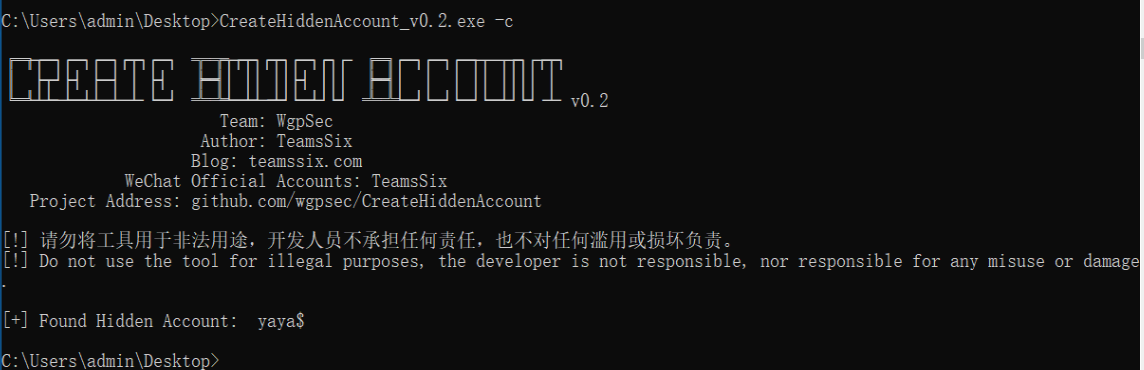 C:\Users\admin\Desktop>CreateHiddenAccount_v0.2.exe -c
CREATE HIDDEN ACCOUNT v0.2
Team: WgpSec
Author: TeamsSix
Blog: teamssix.com
WeChat Official Accounts: TeamsSix
Project Address: github.com/wgpsec/CreateHiddenAccount
[!] 请勿将工具用于非法用途，开发人员不承担任何责任，也不对任何滥用或损坏负责。
[!] Do not use the tool for illegal purposes, the developer is not responsible, nor responsible for any misuse or damage
.
[+] Found Hidden Account:  yaya$
C:\Users\admin\Desktop>